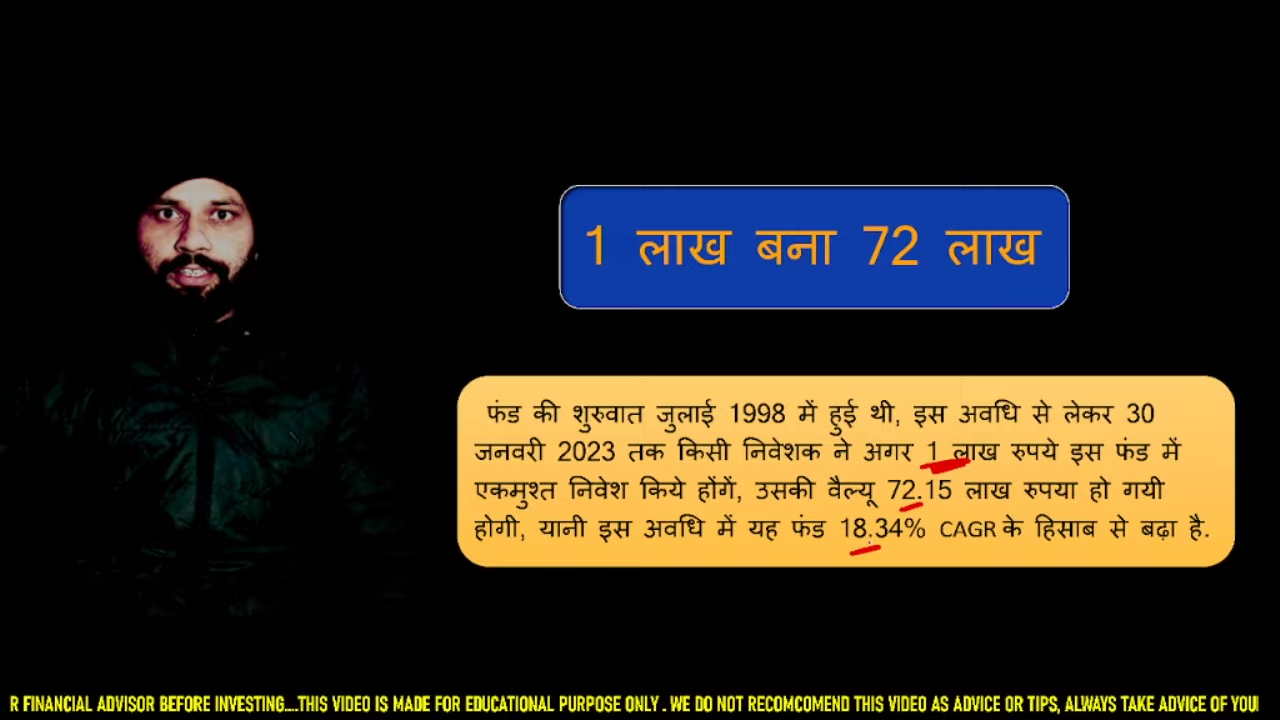 1 लाख बना 72 लाख
फंड की शुरुवात जुलाई 1998 में हुई थी, इस अवधि से लेकर 30
जनवरी 2023 तक किसी निवेशक ने अगर 1 लाख रुपये इस फंड में
एकमुश्त निवेश किये होंगें, उसकी वैल्यू 72.15 लाख रुपया हो गयी
होगी, यानी इस अवधि में यह फंड 18.34% CAGR के हिसाब से बढ़ा है.
R FINANCIAL ADVISOR BEFORE INVESTING....THIS VIDEO IS MADE FOR EDUCATIONAL PURPOSE ONLY . WE DO NOT RECOMCOMEND THIS VIDEO AS ADVICE OR TIPS, ALWAYS TAKE ADVICE OF YOU